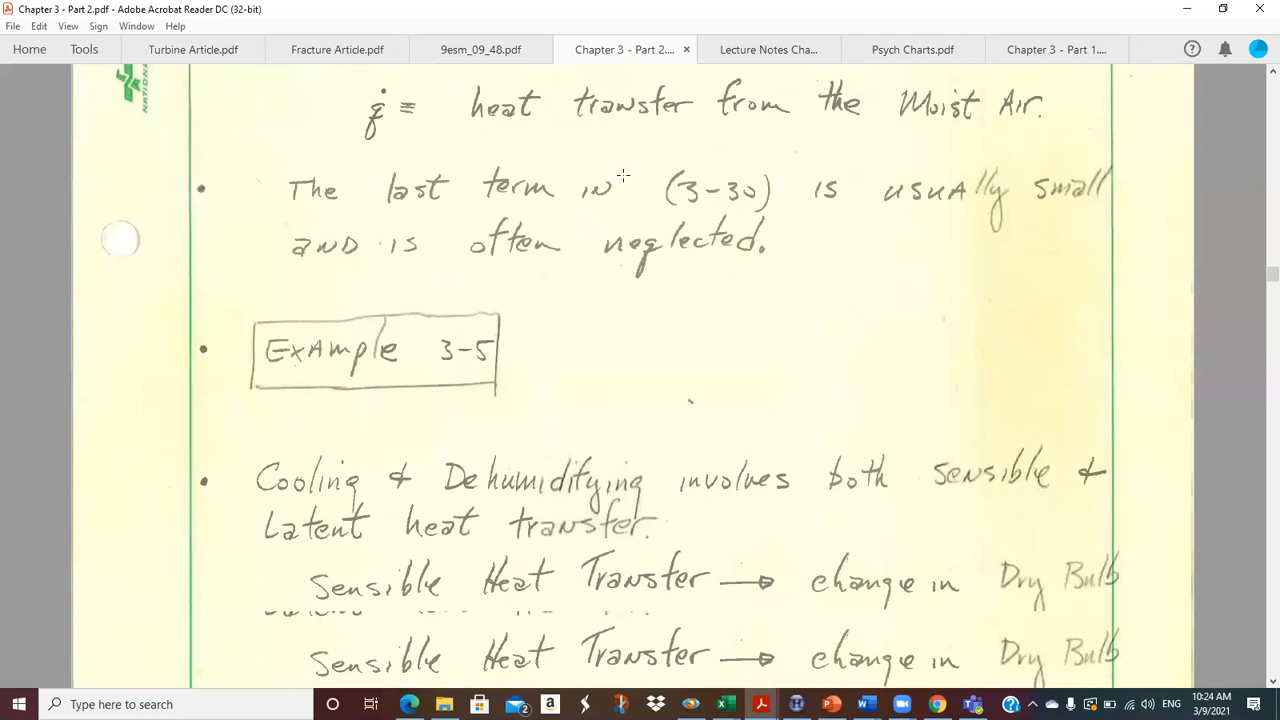 Chapter 3 - Part 2.pdf - Adobe Acrobat Reader DC (32-bit)
File Edit View Sign Window Help
Home Tools Turbine Article.pdf Fracture Article.pdf 9esm_09_48.pdf Chapter 3 - Part 2.... × Lecture Notes Cha... Psych Charts.pdf Chapter 3 - Part 1....
NATIONAL
q̇ ≡ heat transfer from the Moist Air.
• The last term in (3-30) is usually small
and is often neglected.
• Example 3-5
• Cooling & Dehumidifying involves both Sensible &
Latent heat transfer.
Sensible Heat Transfer → change in Dry Bulb
Sensible Heat Transfer → change in Dry Bulb
Type here to search
10:24 AM
3/9/2021